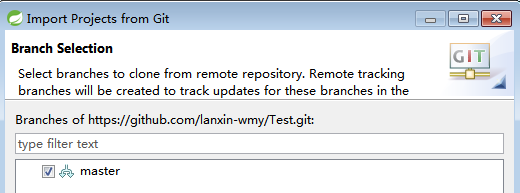 Import Projects from Git
Branch Selection
GIT
Select branches to clone from remote repository. Remote tracking
branches will be created to track updates for these branches in the
Branches of https://github.com/lanxin-wmy/Test.git:
type filter text
master